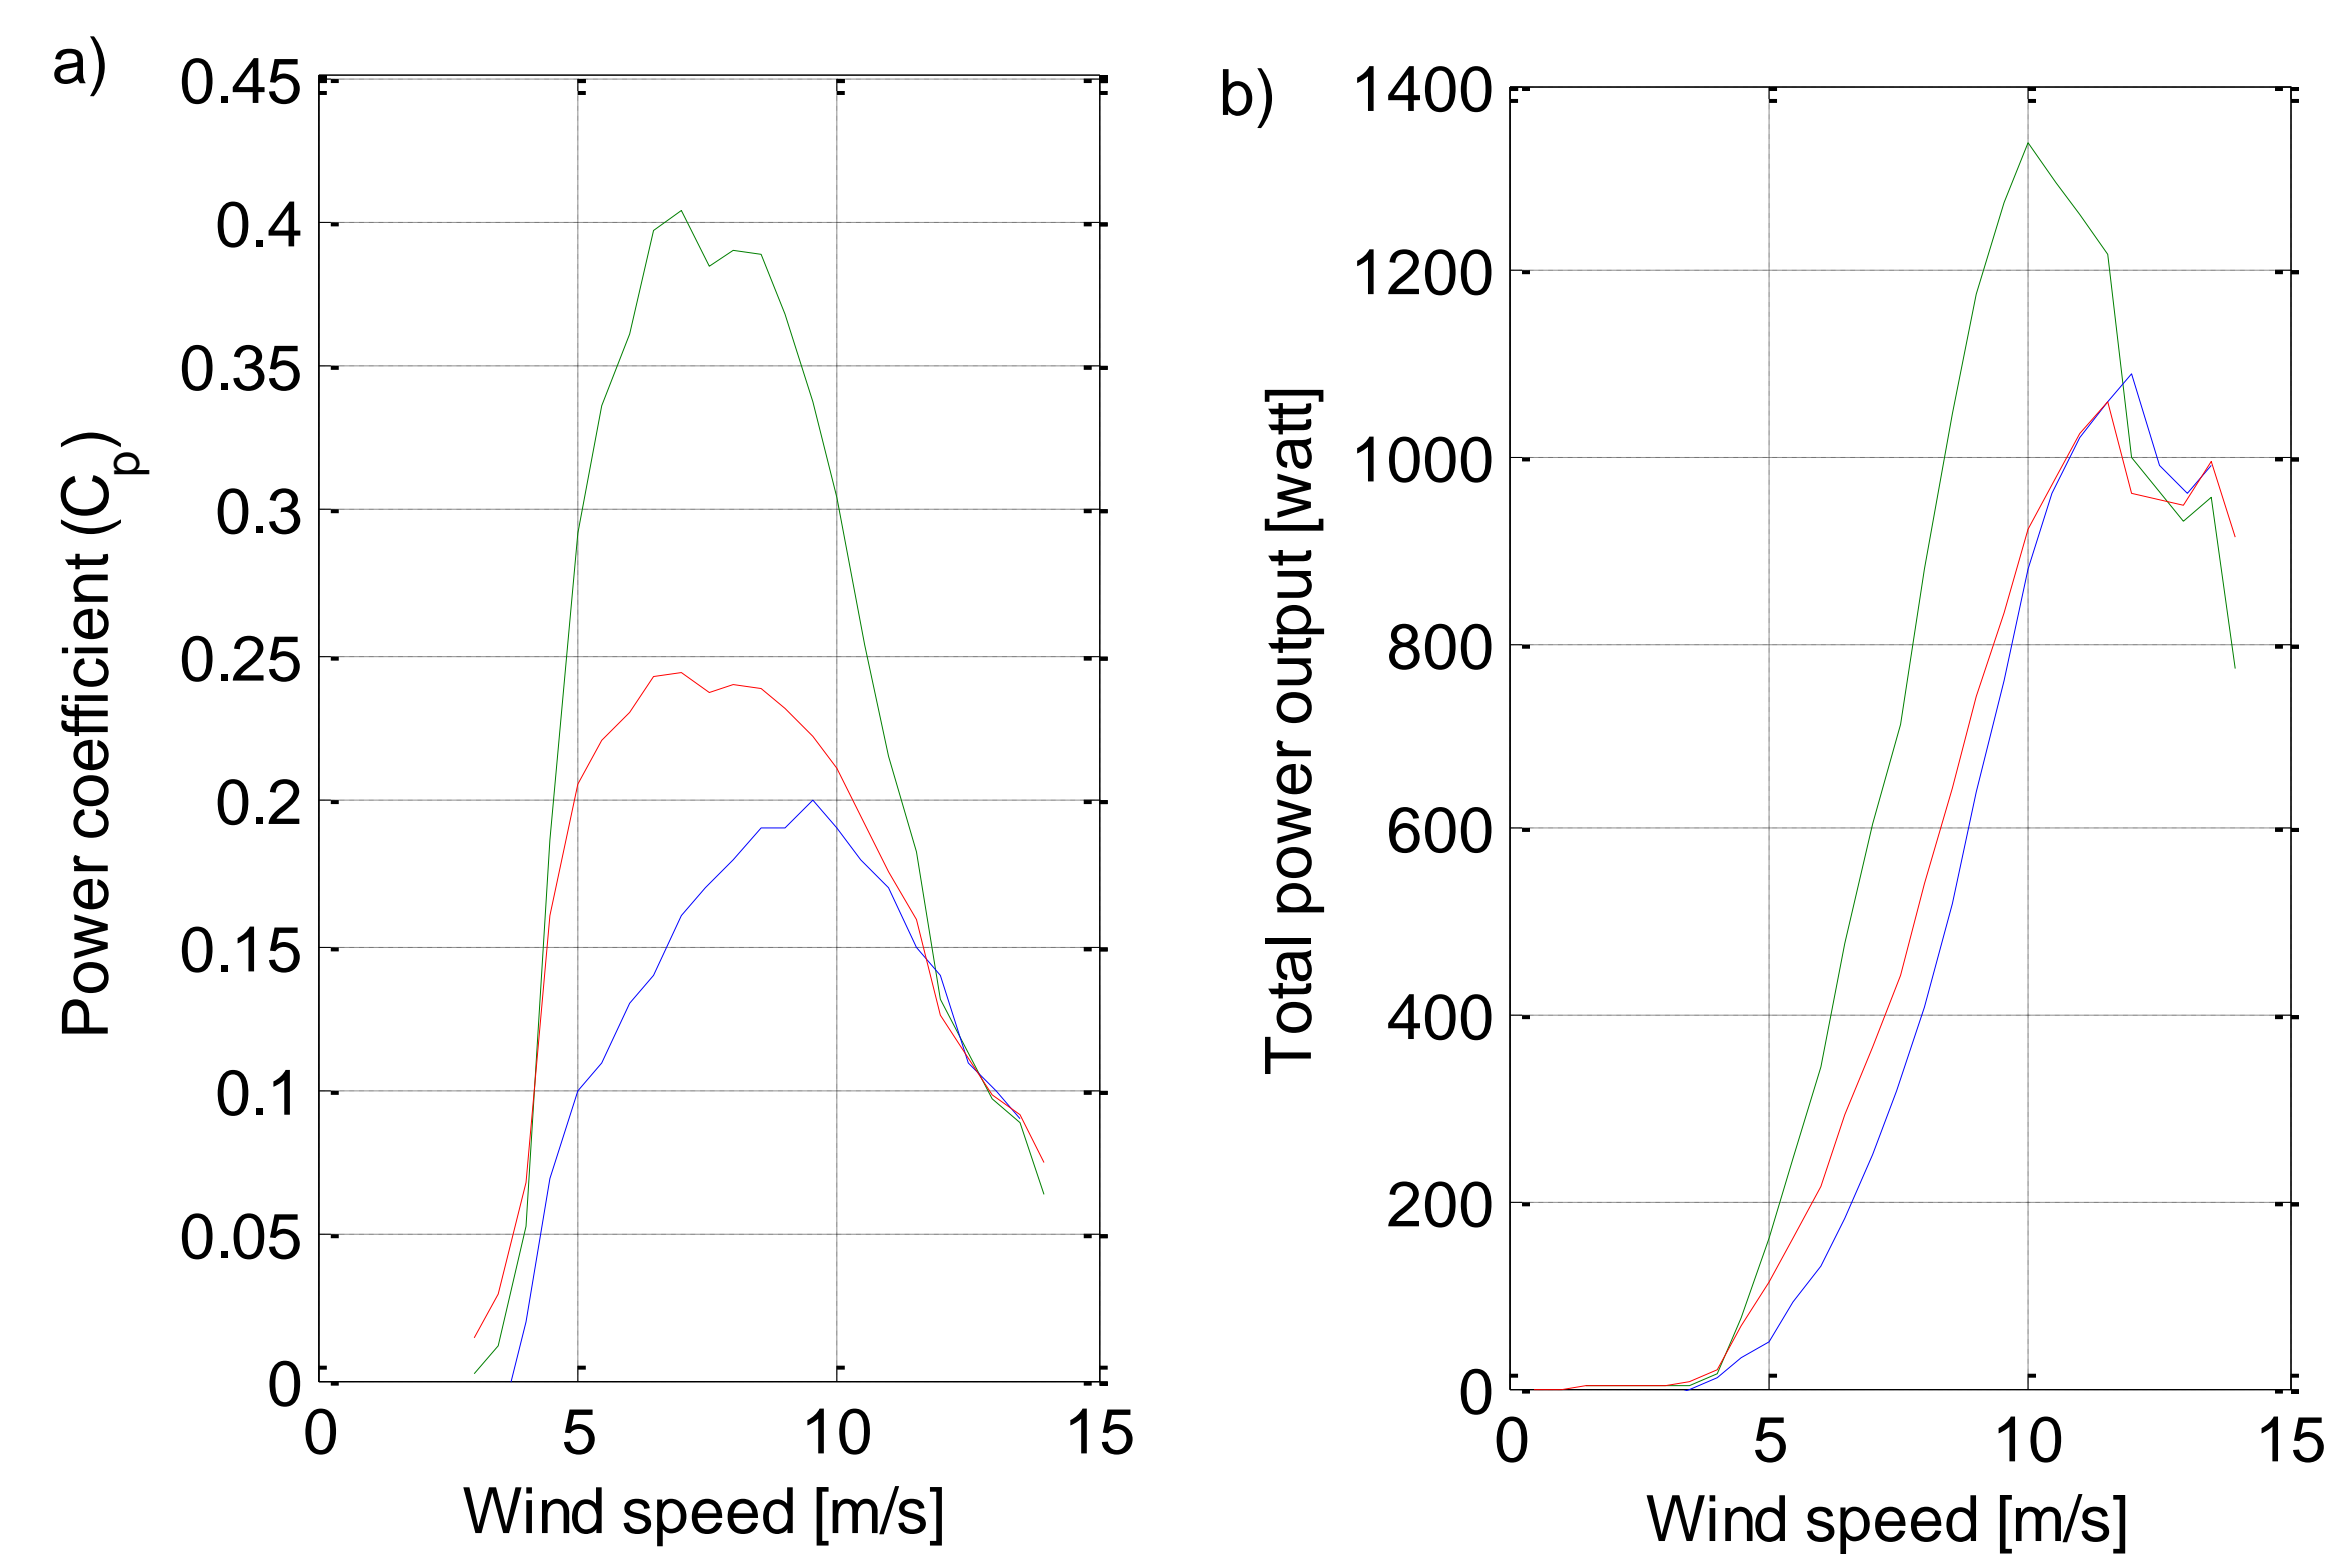 a)
0.45
0.4
0.35
0.3
0.25
0.2
0.15
0.1
0.05
0
0 5 10 15
Power coefficient (Cp)
Wind speed [m/s]
b)
1400
1200
1000
800
600
400
200
0
0 5 10 15
Total power output [watt]
Wind speed [m/s]